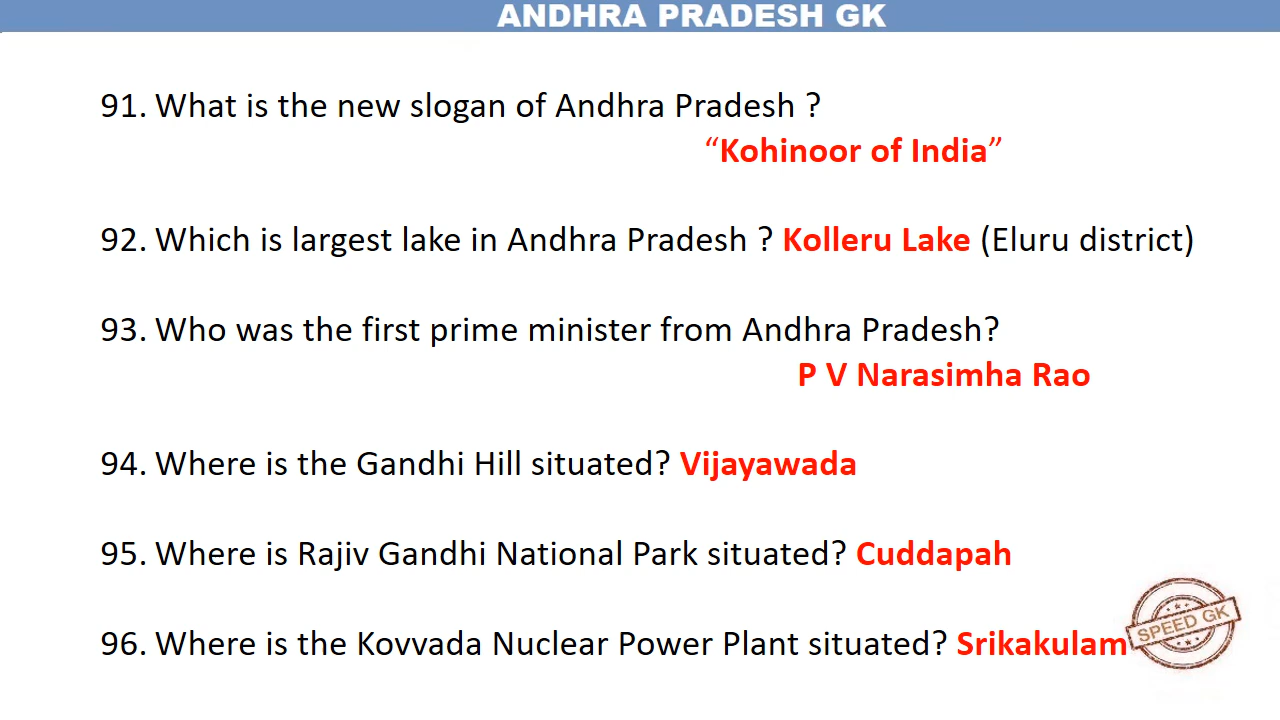 ANDHRA PRADESH GK
91. What is the new slogan of Andhra Pradesh ?
“Kohinoor of India”
92. Which is largest lake in Andhra Pradesh ? Kolleru Lake (Eluru district)
93. Who was the first prime minister from Andhra Pradesh?
P V Narasimha Rao
94. Where is the Gandhi Hill situated? Vijayawada
95. Where is Rajiv Gandhi National Park situated? Cuddapah
96. Where is the Kovvada Nuclear Power Plant situated? Srikakulam
SPEED GK